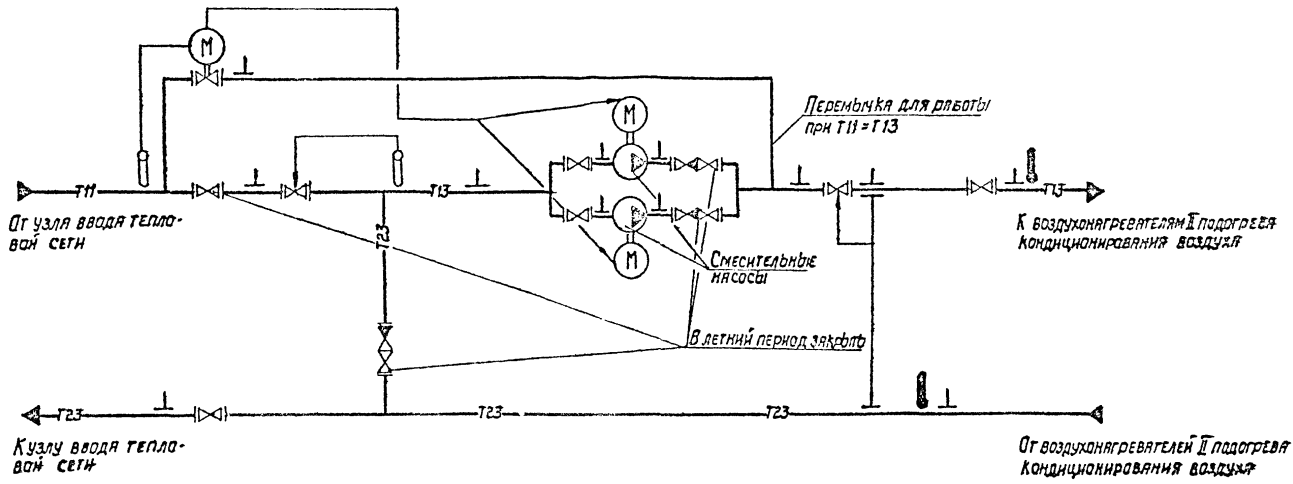 М
М
Перемычка для работы
при Т11=Т13
Т11
Т13
Т13
От узла ввода тепло-
вой сети
Т23
К воздухонагревателям II подогрева
кондиционирования воздуха
М
Смесительные
насосы
В летний период закрыто
Т23
Т23
Т23
К узлу ввода тепло-
вой сети
От воздухонагревателей II подогрева
кондиционирования воздуха